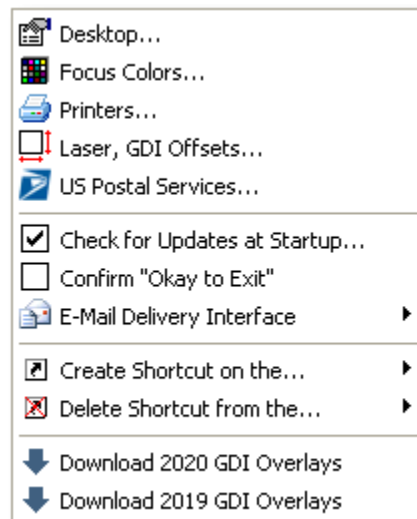 Desktop...
Focus Colors...
Printers...
Laser, GDI Offsets...
US Postal Services...
Check for Updates at Startup...
Confirm "Okay to Exit"
E-Mail Delivery Interface
Create Shortcut on the...
Delete Shortcut from the...
Download 2020 GDI Overlays
Download 2019 GDI Overlays